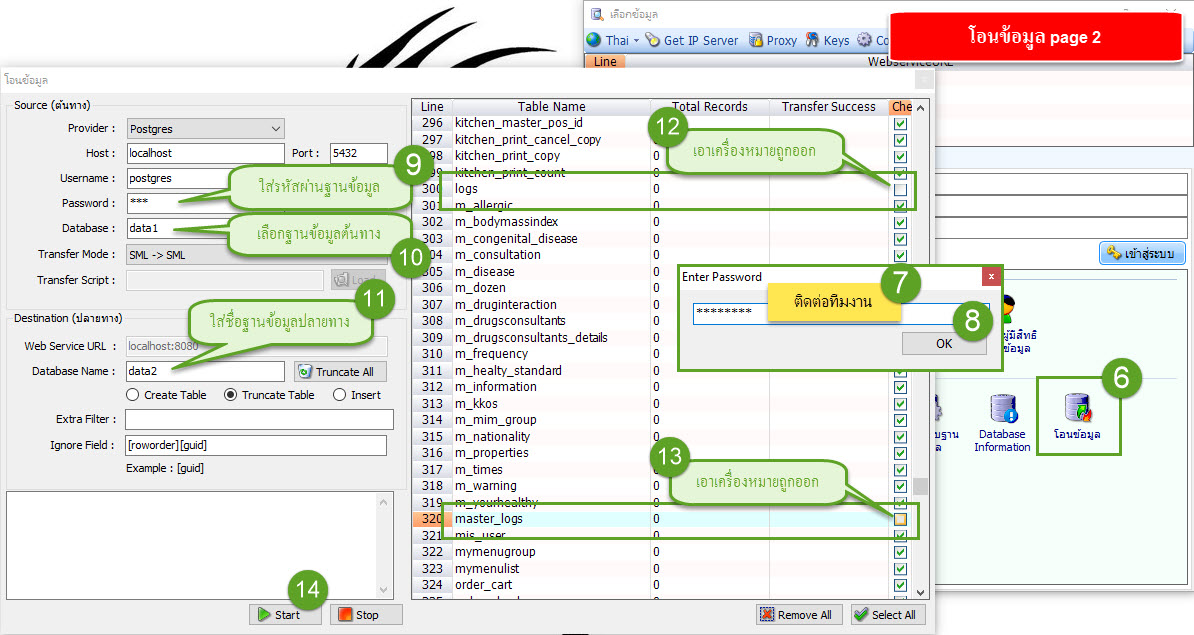 เลือกข้อมูล
Thai Get IP Server Proxy Keys Co
โอนข้อมูล page 2
Line WebserviceURL
โอนข้อมูล
Source (ต้นทาง)
Provider : Postgres
Host : localhost Port : 5432
Username : postgres
Password : ***
Database : data1
Transfer Mode : SML -> SML
Transfer Script : Load
9
ใส่รหัสผ่านฐานข้อมูล
เลือกฐานข้อมูลต้นทาง
10
11
ใส่ชื่อฐานข้อมูลปลายทาง
Destination (ปลายทาง)
Web Service URL : localhost:8080
Database Name : data2 Truncate All
Create Table Truncate Table Insert
Extra Filter :
Ignore Field : [roworder][guid]
Example : [guid]
14
Start Stop
Line Table Name Total Records Transfer Success Che
296 kitchen_master_pos_id
297 kitchen_print_cancel_copy
298 kitchen_print_copy 0
299 kitchen_print_count 0
300 logs 0
301 m_allergic 0
302 m_bodymassindex 0
303 m_congenital_disease 0
304 m_consultation 0
305 m_disease 0
306 m_dozen 0
307 m_druginteraction 0
308 m_drugsconsultants 0
309 m_drugsconsultants_details 0
310 m_frequency 0
311 m_healty_standard 0
312 m_information 0
313 m_kkos 0
314 m_mim_group 0
315 m_nationality 0
316 m_properties 0
317 m_times
318 m_warning 0
319 m_yourhealthy 0
320 master_logs 0
321 mis_user 0
322 mymenugroup 0
323 mymenulist 0
324 order_cart 0
12
เอาเครื่องหมายถูกออก
13
เอาเครื่องหมายถูกออก
Remove All Select All
Enter Password x
********
7
ติดต่อทีมงาน
8
OK
เข้าสู่ระบบ
ผู้มีสิทธิ
ข้อมูล
6
Database
Information
โอนข้อมูล